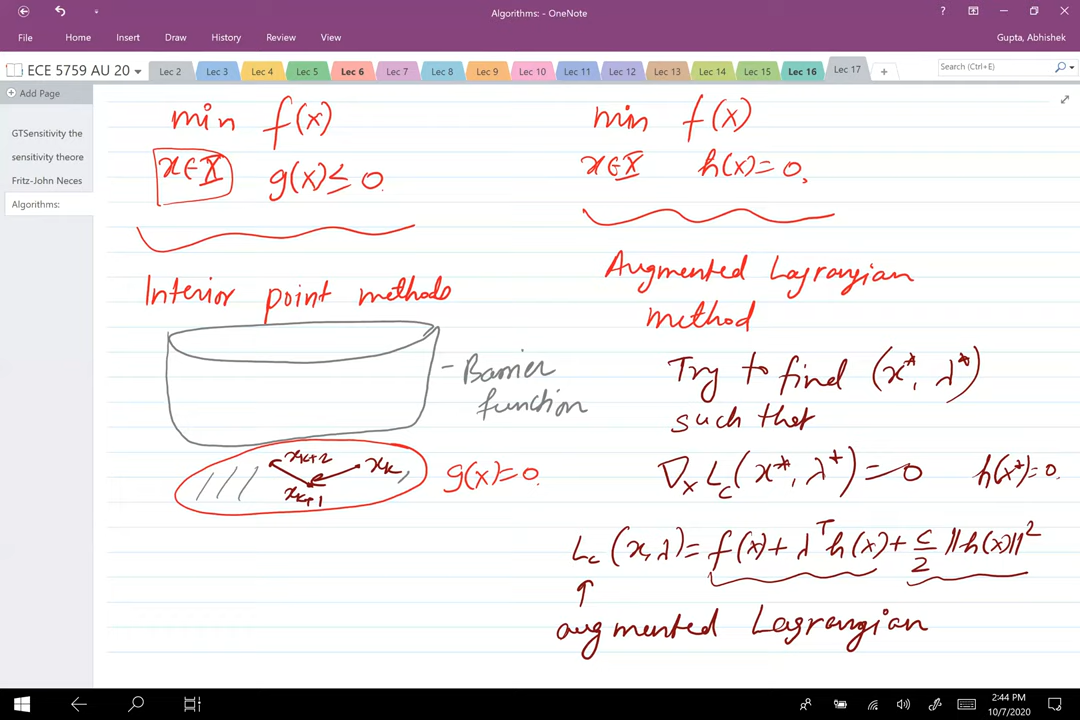 Algorithms: - OneNote
?
Gupta, Abhishek
File Home Insert Draw History Review View
ECE 5759 AU 20
Lec 2 Lec 3 Lec 4 Lec 5 Lec 6 Lec 7 Lec 8 Lec 9 Lec 10 Lec 11 Lec 12 Lec 13 Lec 14 Lec 15 Lec 16 Lec 17
Search (Ctrl+E)
Add Page
GTSensitivity the
sensitivity theore
Fritz-John Neces
Algorithms:
min f(x)
x∈X g(x) ≤ 0.
Interior point methods
- Barrier
function
x_{k+2}
x_k,
x_{k+1}
g(x)=0.
min f(x)
x∈X h(x)=0,
Augmented Lagrangian
method
Try to find (x*, λ*)
such that
∇_x L_c(x*, λ*)=0 h(x*)=0.
L_c(x,λ)= f(x)+ λ^T h(x)+ c/2 ||h(x)||^2
↑
augmented Lagrangian
2:44 PM
10/7/2020